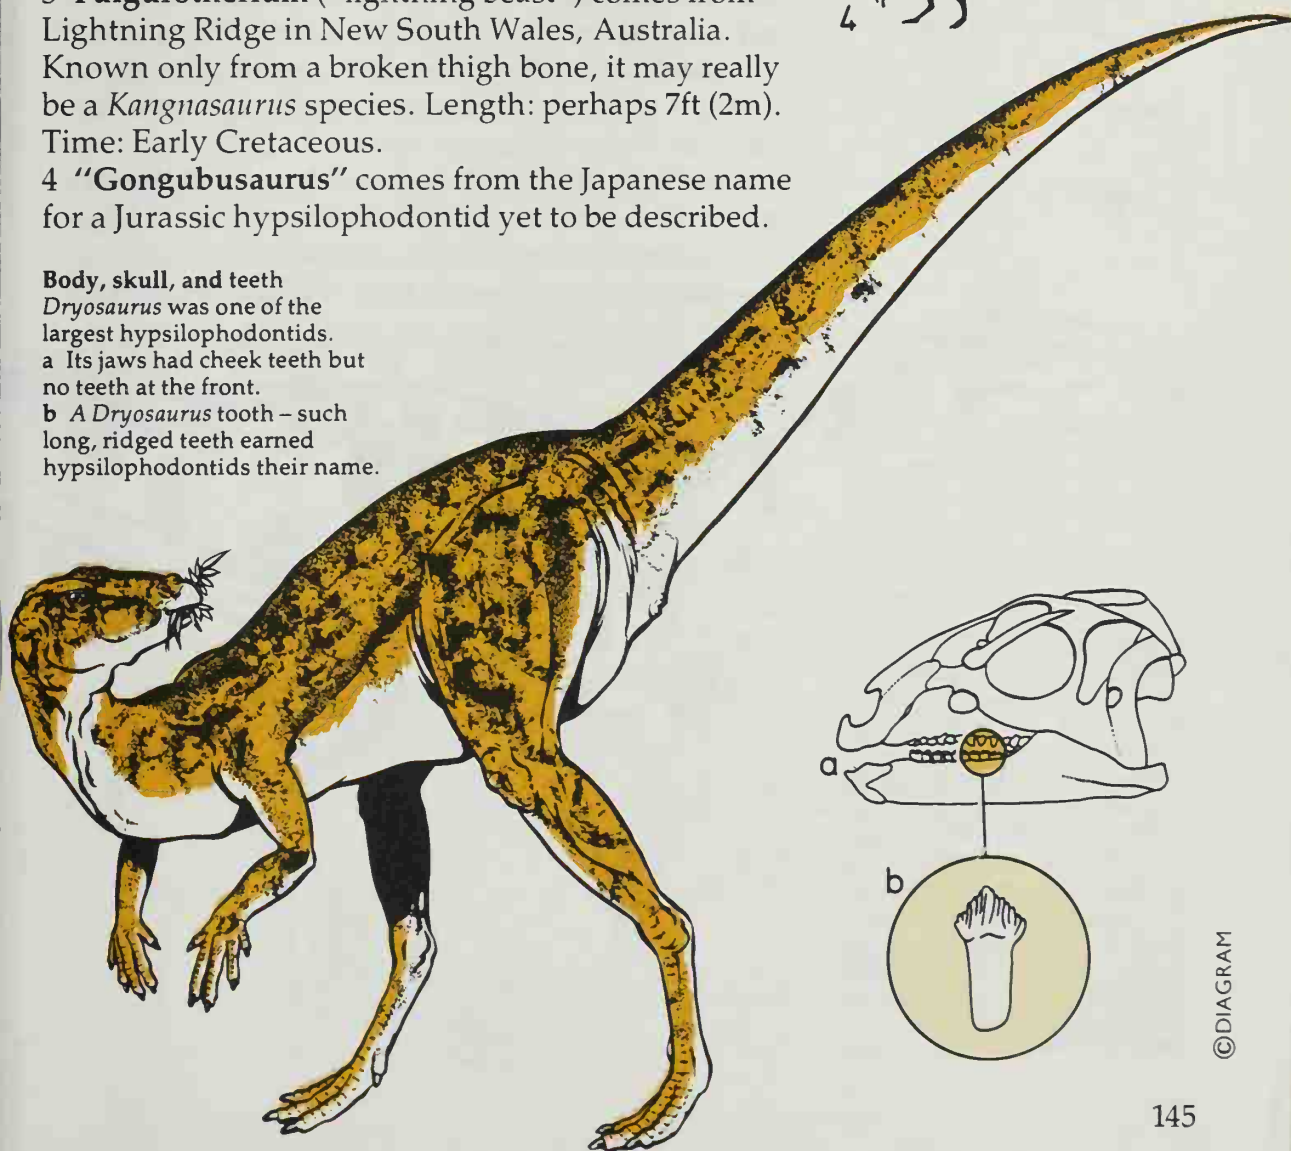 Lightning Ridge in New South Wales, Australia.
Known only from a broken thigh bone, it may really
be a Kangnasaurus species. Length: perhaps 7ft (2m).
Time: Early Cretaceous.
4 “Gongubusaurus” comes from the Japanese name
for a Jurassic hypsilophodontid yet to be described.
4
Body, skull, and teeth
Dryosaurus was one of the
largest hypsilophodontids.
a Its jaws had cheek teeth but
no teeth at the front.
b A Dryosaurus tooth – such
long, ridged teeth earned
hypsilophodontids their name.
a
b
©DIAGRAM
145